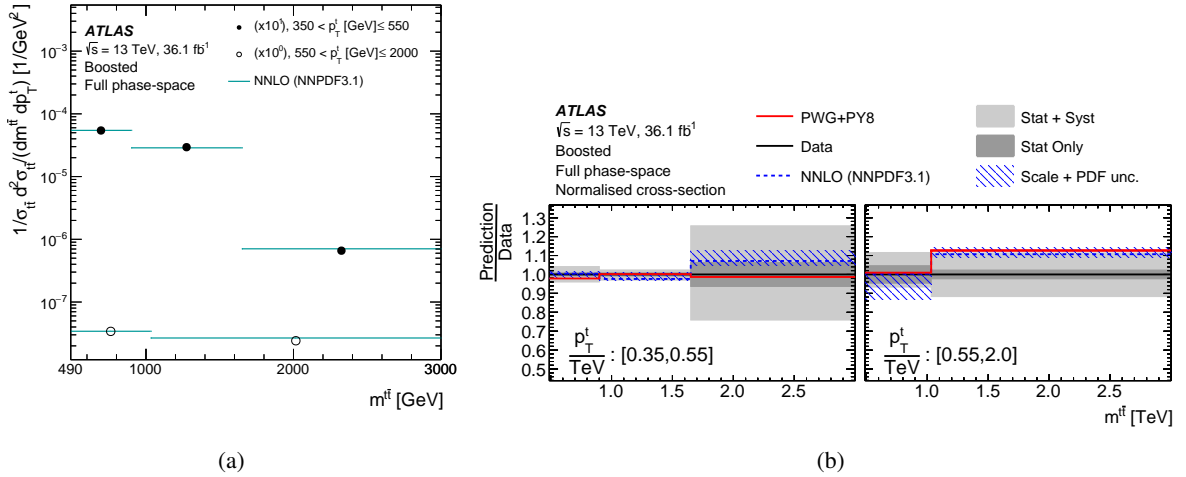 ATLAS
√s = 13 TeV, 36.1 fb⁻¹
Boosted
Full phase-space
(x10¹), 350 < p_T^t [GeV] ≤ 550
(x10⁰), 550 < p_T^t [GeV] ≤ 2000
NNLO (NNPDF3.1)
1/σ_tt̄ d²σ_tt̄/(dm^tt̄ dp_T^t) [1/GeV²]
10⁻³
10⁻⁴
10⁻⁵
10⁻⁶
10⁻⁷
490 1000 2000 3000
m^tt̄ [GeV]
(a)
ATLAS
√s = 13 TeV, 36.1 fb⁻¹
Boosted
Full phase-space
Normalised cross-section
PWG+PY8
Data
NNLO (NNPDF3.1)
Stat + Syst
Stat Only
Scale + PDF unc.
Prediction
Data
1.3
1.2
1.1
1.0
0.9
0.8
0.7
0.6
0.5
p_T^t
TeV : [0.35,0.55]
p_T^t
TeV : [0.55,2.0]
1.0 1.5 2.0 2.5 1.0 1.5 2.0 2.5
m^tt̄ [TeV]
(b)